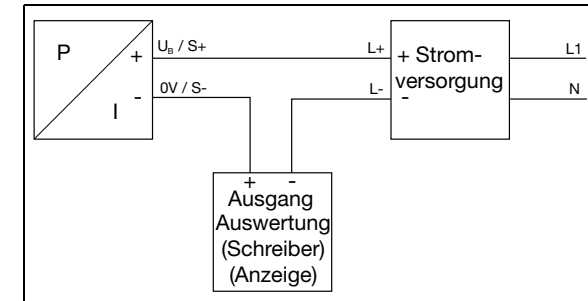 P
I
+
-
U_B / S+
0V / S-
L+
L-
+ Strom-
versorgung
-
L1
N
+ -
Ausgang
Auswertung
(Schreiber)
(Anzeige)